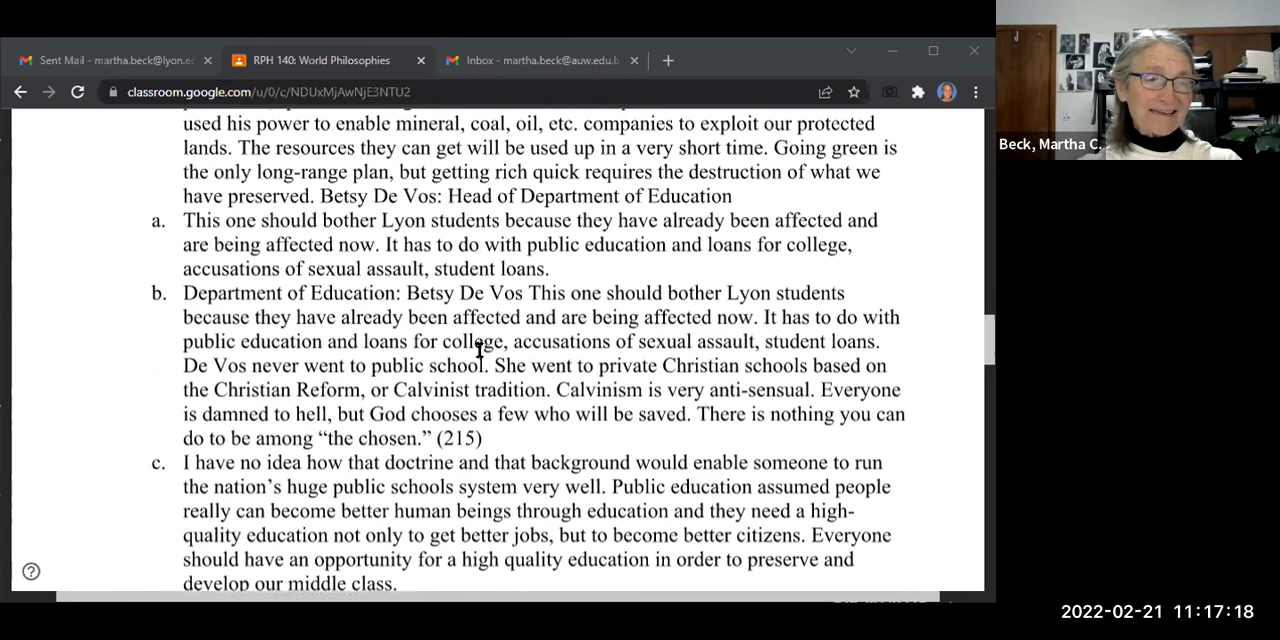 Sent Mail - martha.beck@lyon.e
RPH 140: World Philosophies
Inbox - martha.beck@auw.edu.b
classroom.google.com/u/0/c/NDUxMjAwNjE3NTU2
used his power to enable mineral, coal, oil, etc. companies to exploit our protected
lands. The resources they can get will be used up in a very short time. Going green is
the only long-range plan, but getting rich quick requires the destruction of what we
have preserved. Betsy De Vos: Head of Department of Education
a. This one should bother Lyon students because they have already been affected and
are being affected now. It has to do with public education and loans for college,
accusations of sexual assault, student loans.
b. Department of Education: Betsy De Vos This one should bother Lyon students
because they have already been affected and are being affected now. It has to do with
public education and loans for college, accusations of sexual assault, student loans.
De Vos never went to public school. She went to private Christian schools based on
the Christian Reform, or Calvinist tradition. Calvinism is very anti-sensual. Everyone
is damned to hell, but God chooses a few who will be saved. There is nothing you can
do to be among “the chosen.” (215)
c. I have no idea how that doctrine and that background would enable someone to run
the nation’s huge public schools system very well. Public education assumed people
really can become better human beings through education and they need a high-
quality education not only to get better jobs, but to become better citizens. Everyone
should have an opportunity for a high quality education in order to preserve and
develop our middle class.
Beck, Martha C.
2022-02-21 11:17:18